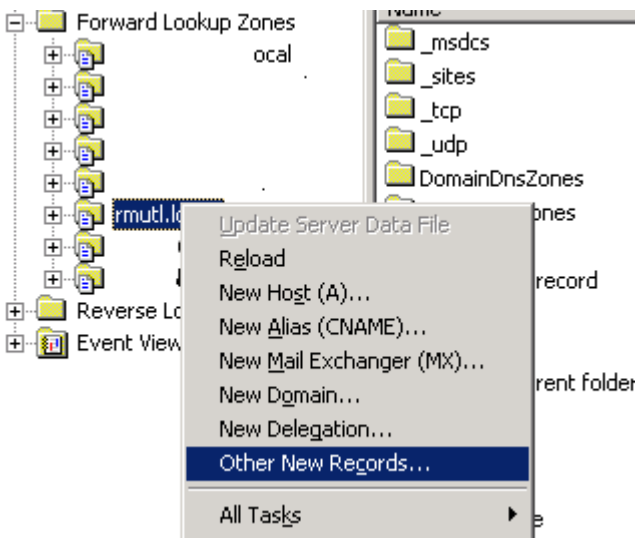 Forward Lookup Zones
ocal
rmutl.lo
Reverse Lo
Event View
Name
_msdcs
_sites
_tcp
_udp
DomainDnsZones
ones
record
rent folder
Update Server Data File
Reload
New Host (A)...
New Alias (CNAME)...
New Mail Exchanger (MX)...
New Domain...
New Delegation...
Other New Records...
All Tasks